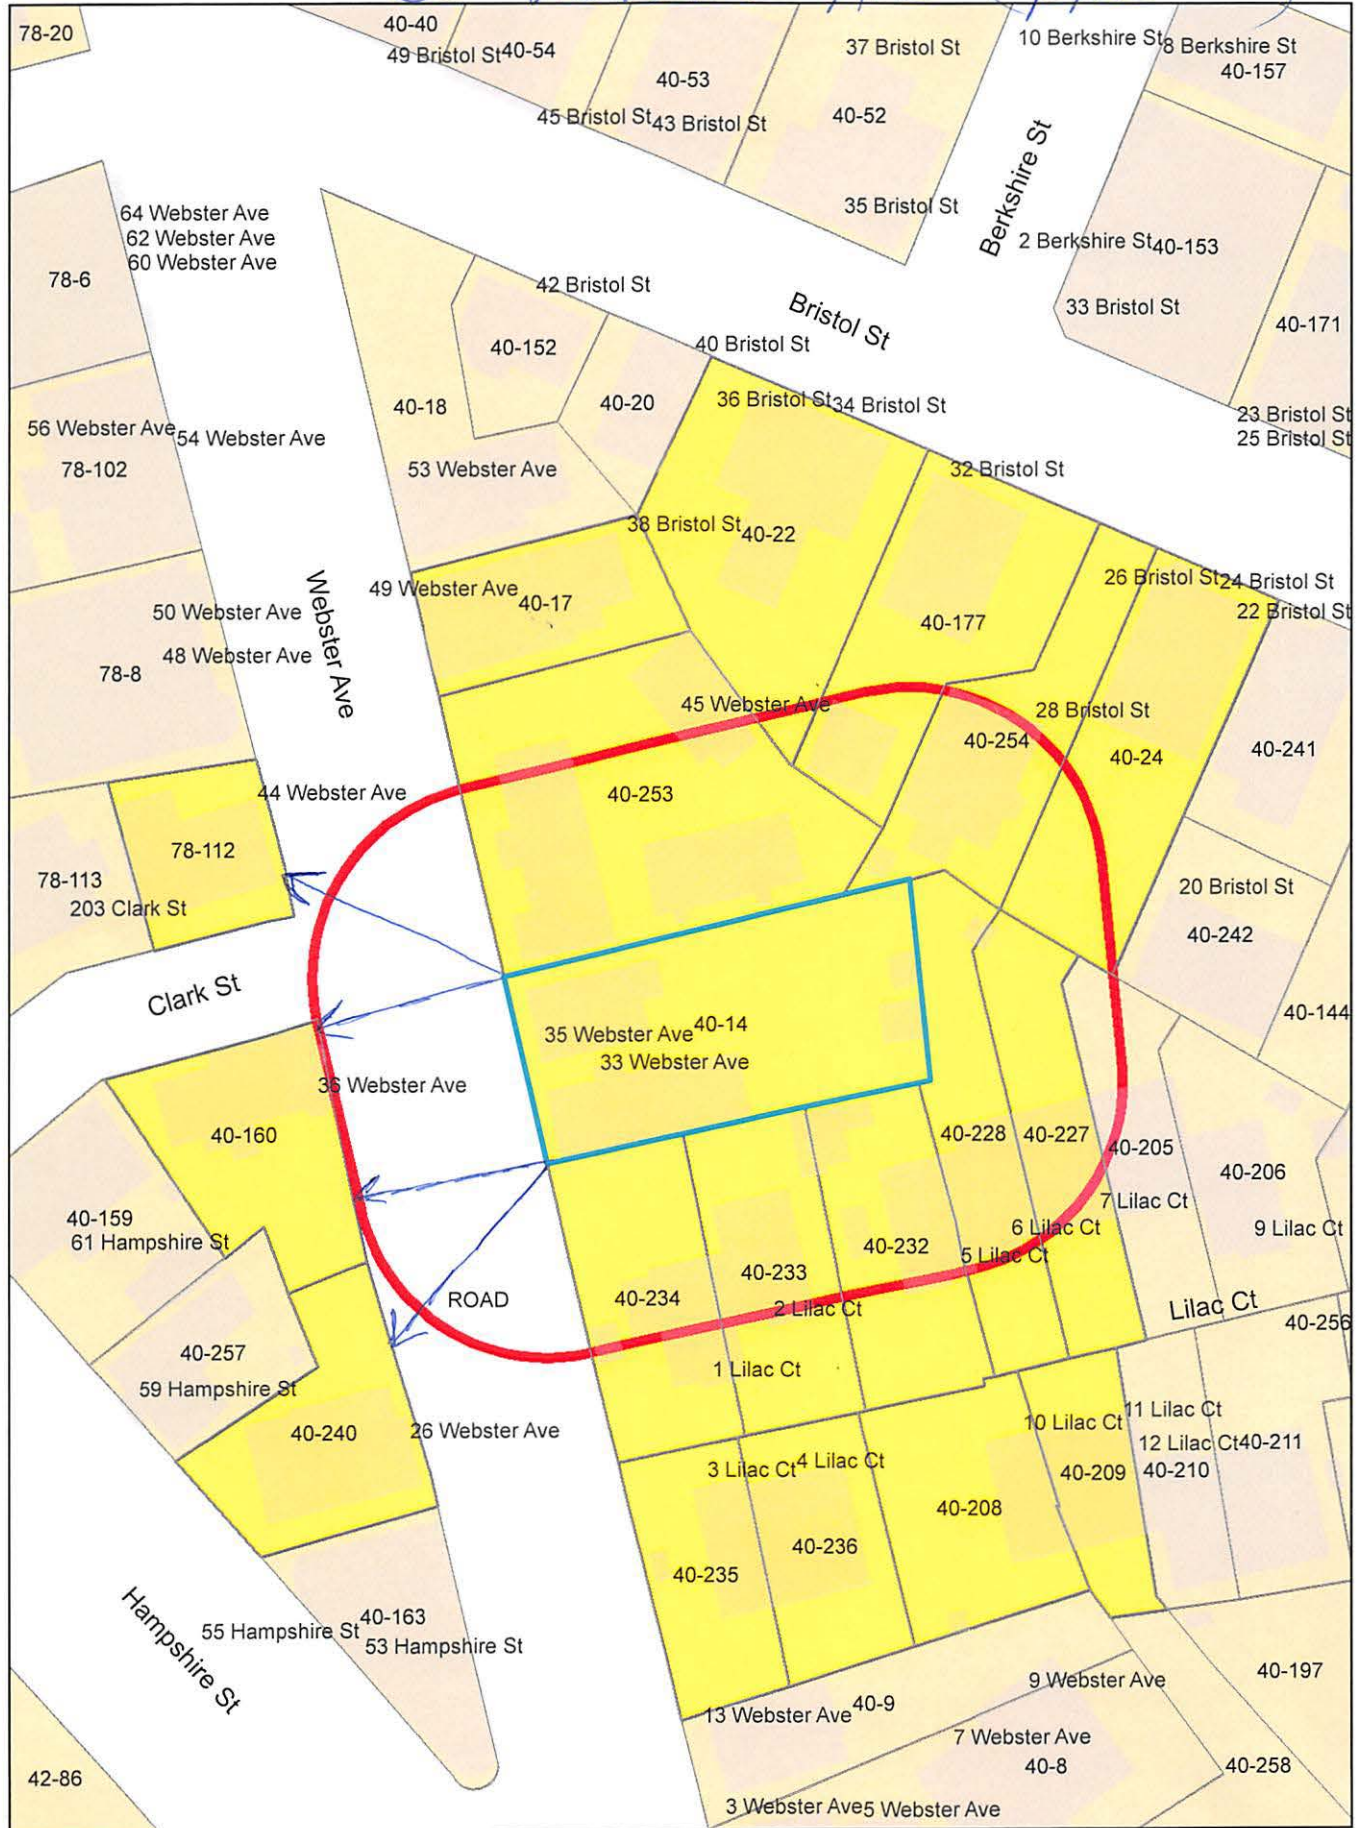 78-20
40-40
49 Bristol St
40-54
40-53
45 Bristol St
43 Bristol St
37 Bristol St
40-52
35 Bristol St
10 Berkshire St
8 Berkshire St
40-157
Berkshire St
2 Berkshire St
40-153
33 Bristol St
40-171
23 Bristol St
25 Bristol St
64 Webster Ave
62 Webster Ave
60 Webster Ave
78-6
42 Bristol St
Bristol St
40-152
40 Bristol St
40-18
40-20
36 Bristol St
34 Bristol St
56 Webster Ave
54 Webster Ave
78-102
53 Webster Ave
32 Bristol St
38 Bristol St
40-22
49 Webster Ave
40-17
Webster Ave
50 Webster Ave
48 Webster Ave
78-8
40-177
26 Bristol St
24 Bristol St
22 Bristol St
45 Webster Ave
28 Bristol St
40-254
40-24
40-241
44 Webster Ave
40-253
78-112
78-113
203 Clark St
20 Bristol St
40-242
Clark St
40-144
35 Webster Ave
40-14
33 Webster Ave
36 Webster Ave
40-160
40-228
40-227
40-205
40-206
7 Lilac Ct
9 Lilac Ct
40-159
61 Hampshire St
6 Lilac Ct
5 Lilac Ct
40-232
40-233
40-234
2 Lilac Ct
ROAD
Lilac Ct
40-256
40-257
59 Hampshire St
1 Lilac Ct
40-240
26 Webster Ave
10 Lilac Ct
11 Lilac Ct
12 Lilac Ct
40-211
3 Lilac Ct
4 Lilac Ct
40-209
40-210
40-208
40-236
40-235
Hampshire St
55 Hampshire St
40-163
53 Hampshire St
40-197
9 Webster Ave
13 Webster Ave
40-9
7 Webster Ave
40-8
40-258
42-86
3 Webster Ave
5 Webster Ave